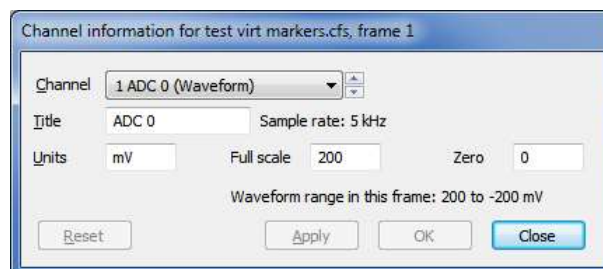 Channel information for test virt markers.cfs, frame 1
Channel 1 ADC 0 (Waveform)
Title ADC 0 Sample rate: 5 kHz
Units mV Full scale 200 Zero 0
Waveform range in this frame: 200 to -200 mV
Reset Apply OK Close